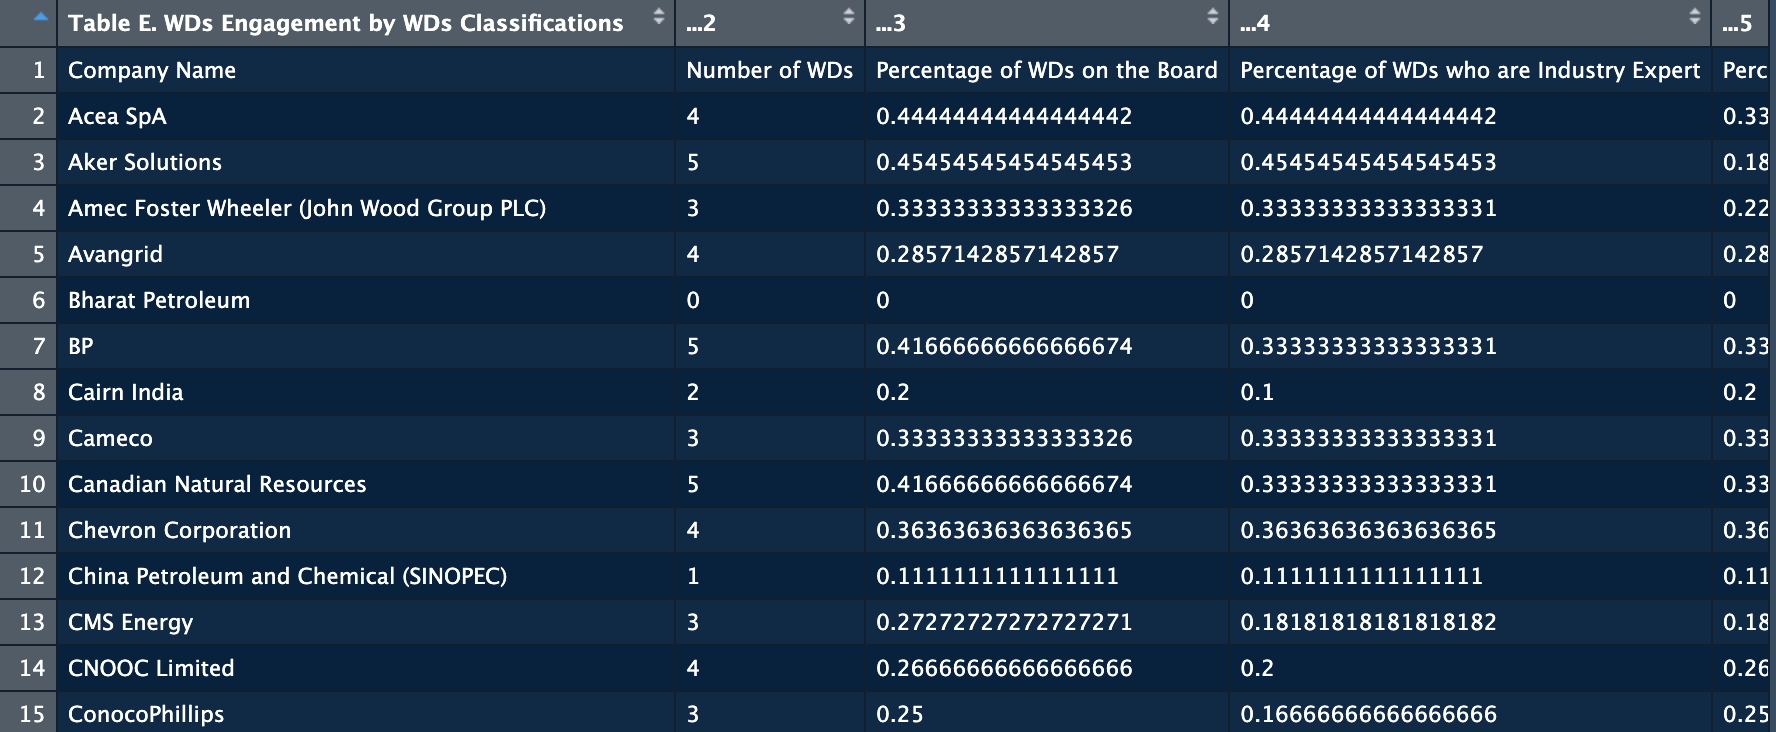 Table E. WDs Engagement by WDs Classifications ...2 ...3 ...4 ...5
1 Company Name Number of WDs Percentage of WDs on the Board Percentage of WDs who are Industry Expert Perc
2 Acea SpA 4 0.44444444444444442 0.44444444444444442 0.33
3 Aker Solutions 5 0.45454545454545453 0.45454545454545453 0.18
4 Amec Foster Wheeler (John Wood Group PLC) 3 0.33333333333333326 0.33333333333333331 0.22
5 Avangrid 4 0.2857142857142857 0.2857142857142857 0.28
6 Bharat Petroleum 0 0 0 0
7 BP 5 0.41666666666666674 0.33333333333333331 0.33
8 Cairn India 2 0.2 0.1 0.2
9 Cameco 3 0.33333333333333326 0.33333333333333331 0.33
10 Canadian Natural Resources 5 0.41666666666666674 0.33333333333333331 0.33
11 Chevron Corporation 4 0.36363636363636365 0.36363636363636365 0.36
12 China Petroleum and Chemical (SINOPEC) 1 0.1111111111111111 0.1111111111111111 0.11
13 CMS Energy 3 0.27272727272727271 0.18181818181818182 0.18
14 CNOOC Limited 4 0.26666666666666666 0.2 0.26
15 ConocoPhillips 3 0.25 0.16666666666666666 0.25